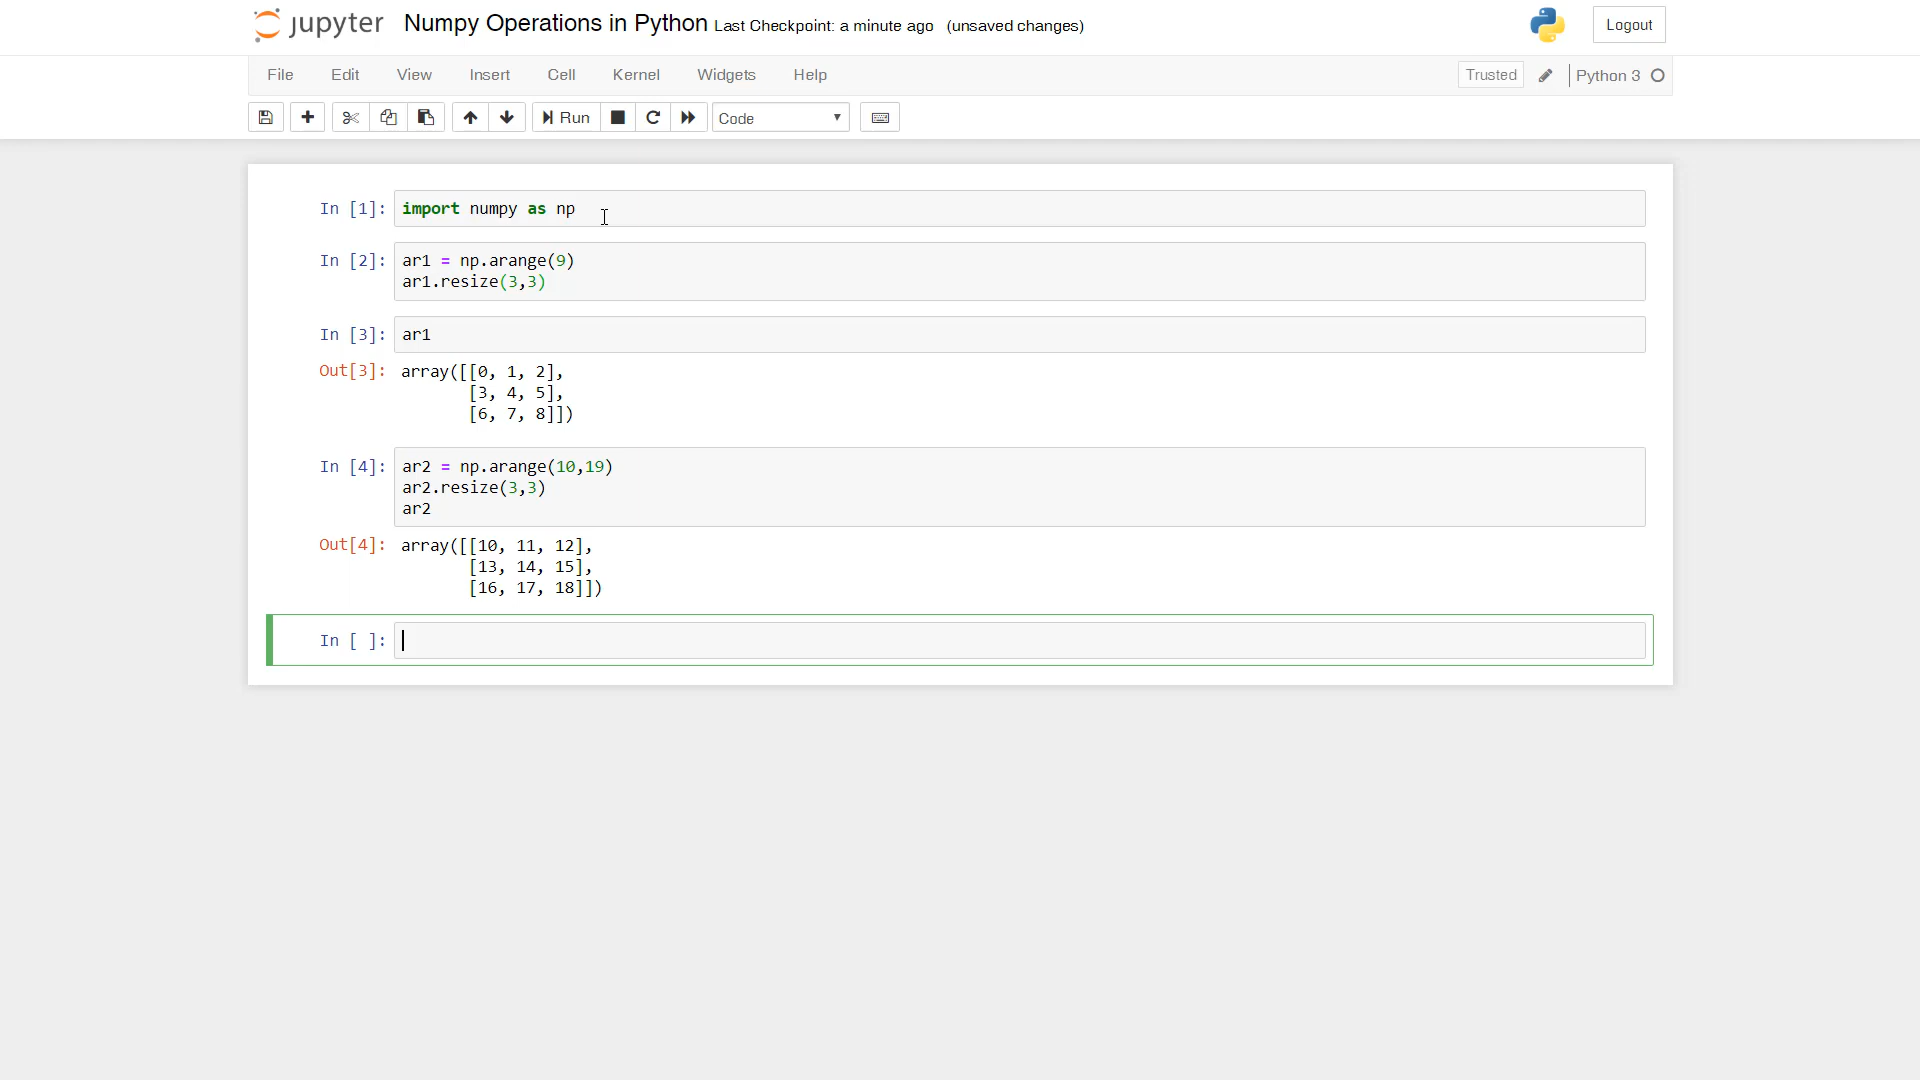 jupyter Numpy Operations in Python Last Checkpoint: a minute ago (unsaved changes) Logout
File Edit View Insert Cell Kernel Widgets Help Trusted Python 3
Run Code
In [1]: import numpy as np
In [2]: ar1 = np.arange(9)
ar1.resize(3,3)
In [3]: ar1
Out[3]: array([[0, 1, 2],
[3, 4, 5],
[6, 7, 8]])
In [4]: ar2 = np.arange(10,19)
ar2.resize(3,3)
ar2
Out[4]: array([[10, 11, 12],
[13, 14, 15],
[16, 17, 18]])
In [ ]: